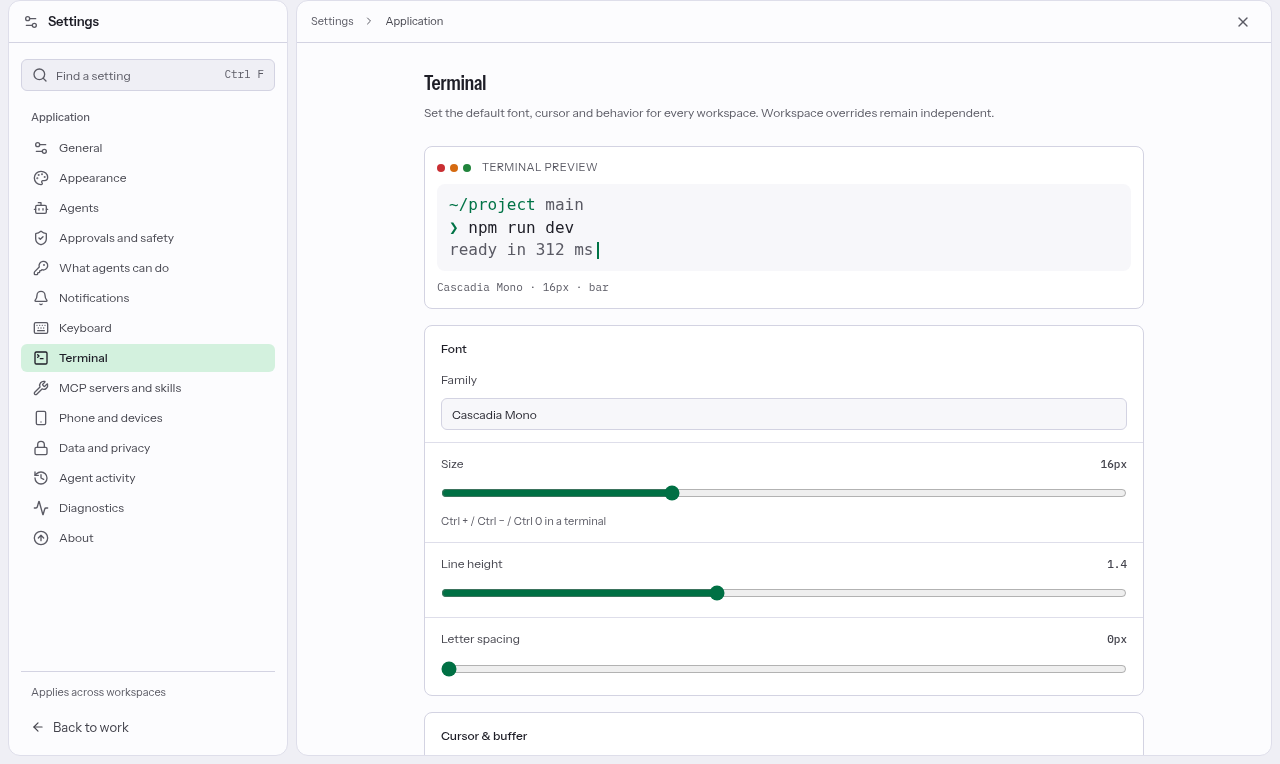 Settings
Find a setting Ctrl F
Application
General
Appearance
Agents
Approvals and safety
What agents can do
Notifications
Keyboard
Terminal
MCP servers and skills
Phone and devices
Data and privacy
Agent activity
Diagnostics
About
Applies across workspaces
Back to work
Settings > Application
Terminal
Set the default font, cursor and behavior for every workspace. Workspace overrides remain independent.
TERMINAL PREVIEW
~/project main
❯ npm run dev
ready in 312 ms
Cascadia Mono · 16px · bar
Font
Family
Cascadia Mono
Size 16px
Ctrl + / Ctrl − / Ctrl 0 in a terminal
Line height 1.4
Letter spacing 0px
Cursor & buffer